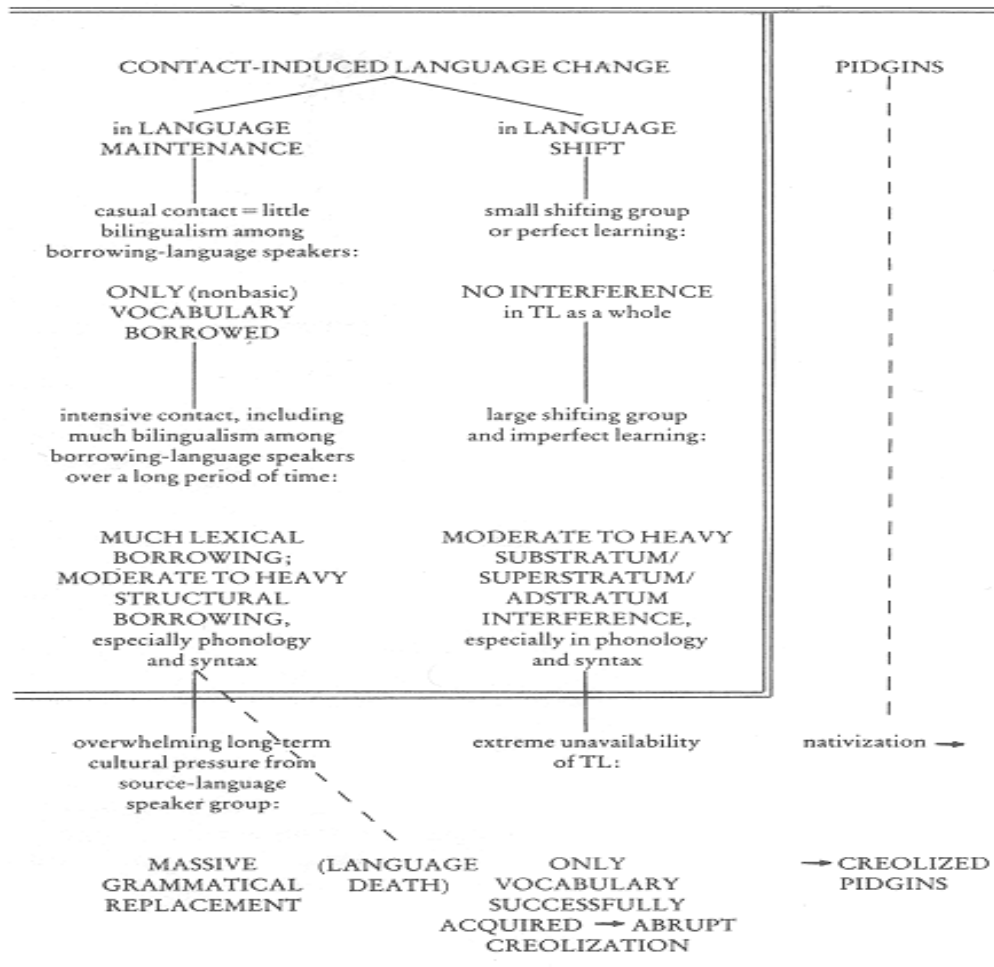 CONTACT-INDUCED LANGUAGE CHANGE
PIDGINS
in LANGUAGE
MAINTENANCE
in LANGUAGE
SHIFT
casual contact = little
bilingualism among
borrowing-language speakers:
small shifting group
or perfect learning:
ONLY (nonbasic)
VOCABULARY
BORROWED
NO INTERFERENCE
in TL as a whole
intensive contact, including
much bilingualism among
borrowing-language speakers
over a long period of time:
large shifting group
and imperfect learning:
MUCH LEXICAL
BORROWING;
MODERATE TO HEAVY
STRUCTURAL
BORROWING,
especially phonology
and syntax
MODERATE TO HEAVY
SUBSTRATUM/
SUPERSTRATUM/
ADSTRATUM
INTERFERENCE,
especially in phonology
and syntax
overwhelming long-term
cultural pressure from
source-language
speaker group:
extreme unavailability
of TL:
nativization →
MASSIVE
GRAMMATICAL
REPLACEMENT
(LANGUAGE
DEATH)
ONLY
VOCABULARY
SUCCESSFULLY
ACQUIRED → ABRUPT
CREOLIZATION
→ CREOLIZED
PIDGINS